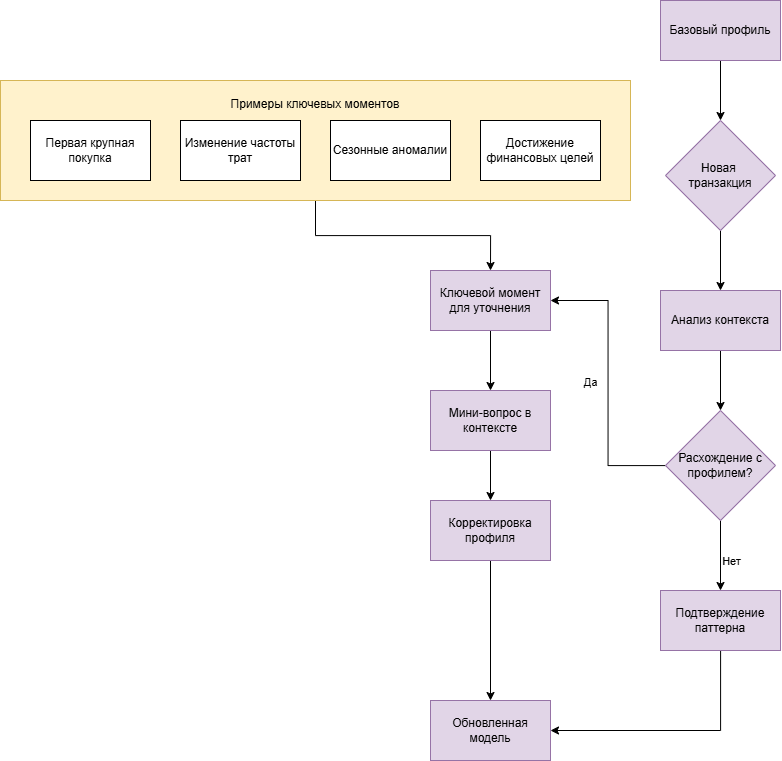 Базовый профиль
Примеры ключевых моментов
Первая крупная
покупка
Изменение частоты
трат
Сезонные аномалии
Достижение
финансовых целей
Новая
транзакция
Ключевой момент
для уточнения
Анализ контекста
Да
Мини-вопрос в
контексте
Расхождение с
профилем?
Корректировка
профиля
Нет
Подтверждение
паттерна
Обновленная
модель